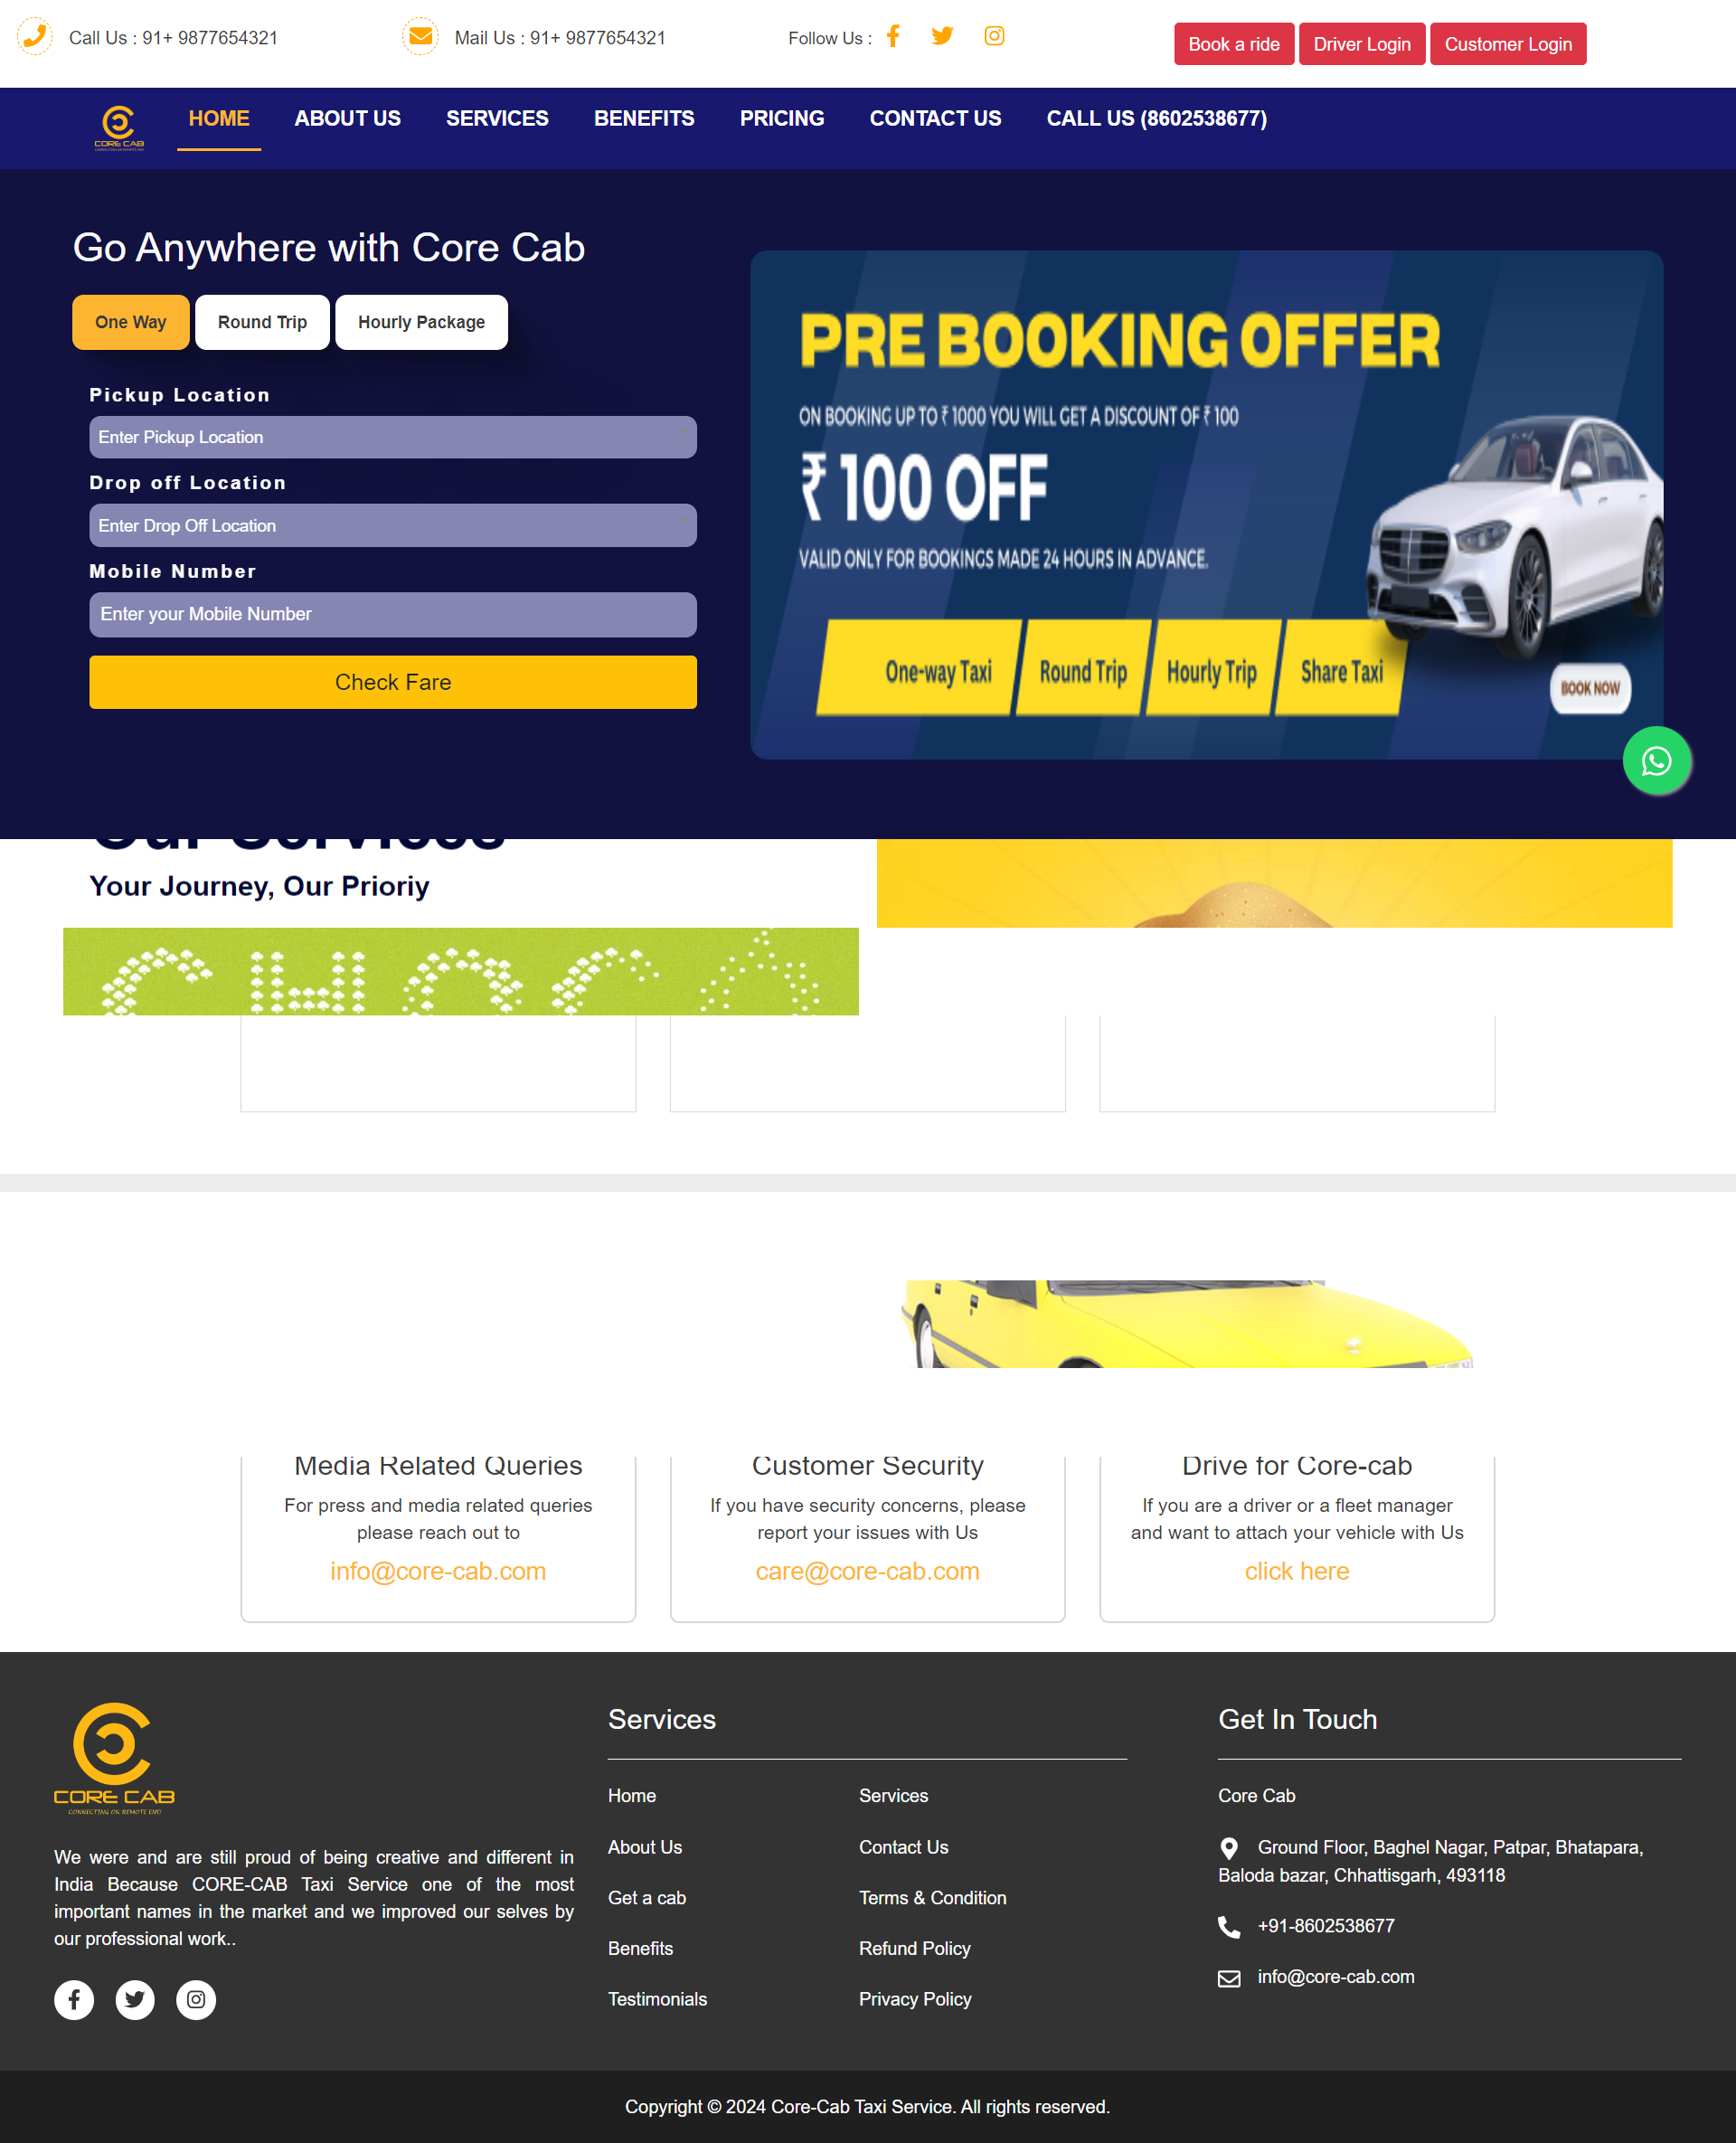 Call Us : 91+ 9877654321
Mail Us : 91+ 9877654321
Follow Us :
Book a ride
Driver Login
Customer Login
CORE CAB
HOME
ABOUT US
SERVICES
BENEFITS
PRICING
CONTACT US
CALL US (8602538677)
Go Anywhere with Core Cab
One Way
Round Trip
Hourly Package
Pickup Location
Enter Pickup Location
Drop off Location
Enter Drop Off Location
Mobile Number
Enter your Mobile Number
Check Fare
PRE BOOKING OFFER
ON BOOKING UP TO ₹ 1000 YOU WILL GET A DISCOUNT OF ₹ 100
₹ 100 OFF
VALID ONLY FOR BOOKINGS MADE 24 HOURS IN ADVANCE.
One-way Taxi
Round Trip
Hourly Trip
Share Taxi
BOOK NOW
Our Services
Your Journey, Our Prioriy
Media Related Queries
For press and media related queries
please reach out to
info@core-cab.com
Customer Security
If you have security concerns, please
report your issues with Us
care@core-cab.com
Drive for Core-cab
If you are a driver or a fleet manager
and want to attach your vehicle with Us
click here
CORE CAB
CONNECTING ON REMOTE END
We were and are still proud of being creative and different in
India Because CORE-CAB Taxi Service one of the most
important names in the market and we improved our selves by
our professional work..
Services
Home
About Us
Get a cab
Benefits
Testimonials
Services
Contact Us
Terms & Condition
Refund Policy
Privacy Policy
Get In Touch
Core Cab
Ground Floor, Baghel Nagar, Patpar, Bhatapara,
Baloda bazar, Chhattisgarh, 493118
+91-8602538677
info@core-cab.com
Copyright © 2024 Core-Cab Taxi Service. All rights reserved.